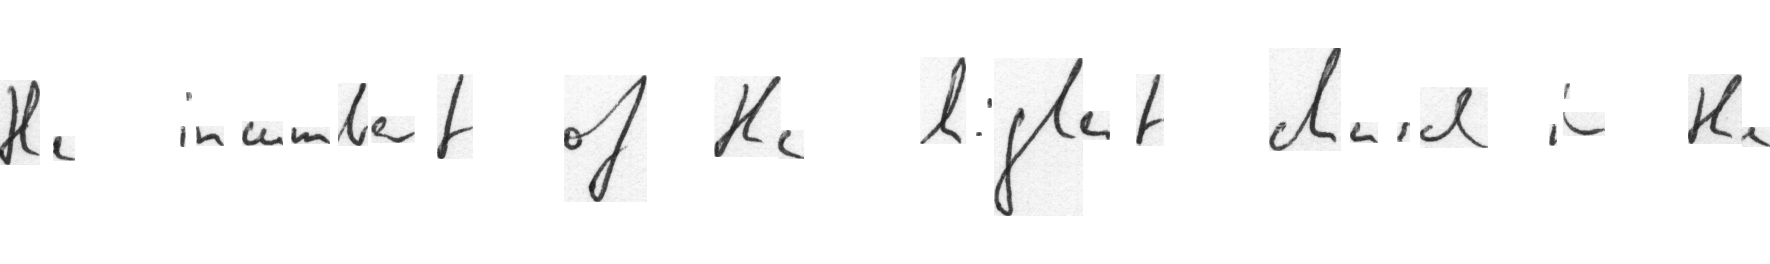 the incumbent of the highest church in the